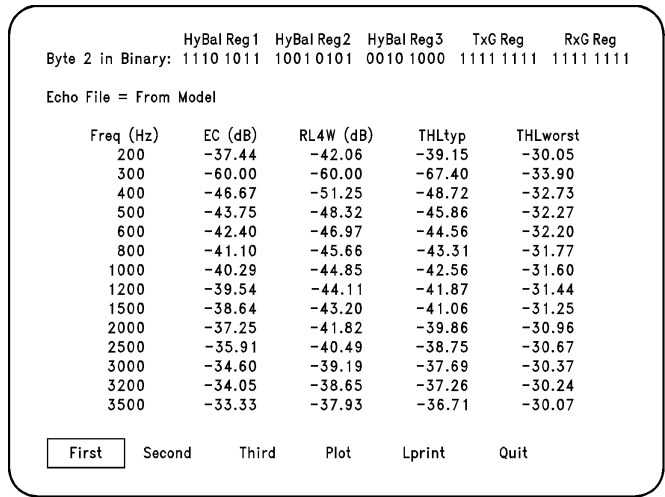 HyBal Reg1 HyBal Reg2 HyBal Reg3 TxG Reg RxG Reg
Byte 2 in Binary: 1110 1011 1001 0101 0010 1000 1111 1111 1111 1111
Echo File = From Model
Freq (Hz) EC (dB) RL4W (dB) THLtyp THLworst
200 -37.44 -42.06 -39.15 -30.05
300 -60.00 -60.00 -67.40 -33.90
400 -46.67 -51.25 -48.72 -32.73
500 -43.75 -48.32 -45.86 -32.27
600 -42.40 -46.97 -44.56 -32.20
800 -41.10 -45.66 -43.31 -31.77
1000 -40.29 -44.85 -42.56 -31.60
1200 -39.54 -44.11 -41.87 -31.44
1500 -38.64 -43.20 -41.06 -31.25
2000 -37.25 -41.82 -39.86 -30.96
2500 -35.91 -40.49 -38.75 -30.67
3000 -34.60 -39.19 -37.69 -30.37
3200 -34.05 -38.65 -37.26 -30.24
3500 -33.33 -37.93 -36.71 -30.07
First Second Third Plot Lprint Quit